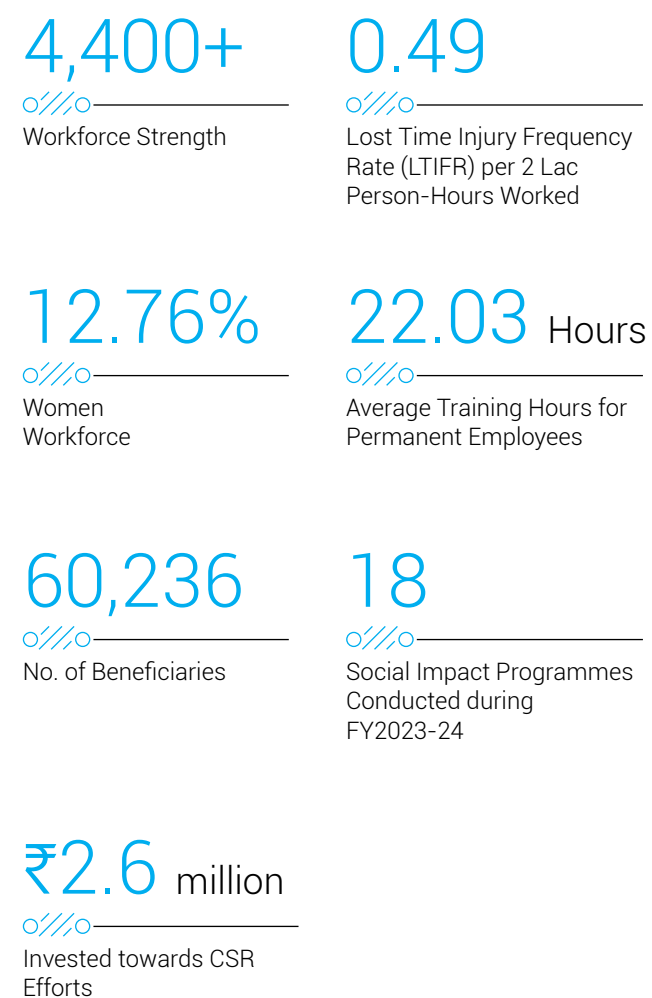 4,400+
Workforce Strength
0.49
Lost Time Injury Frequency
Rate (LTIFR) per 2 Lac
Person-Hours Worked
12.76%
Women
Workforce
22.03 Hours
Average Training Hours for
Permanent Employees
60,236
No. of Beneficiaries
18
Social Impact Programmes
Conducted during
FY2023-24
₹2.6 million
Invested towards CSR
Efforts